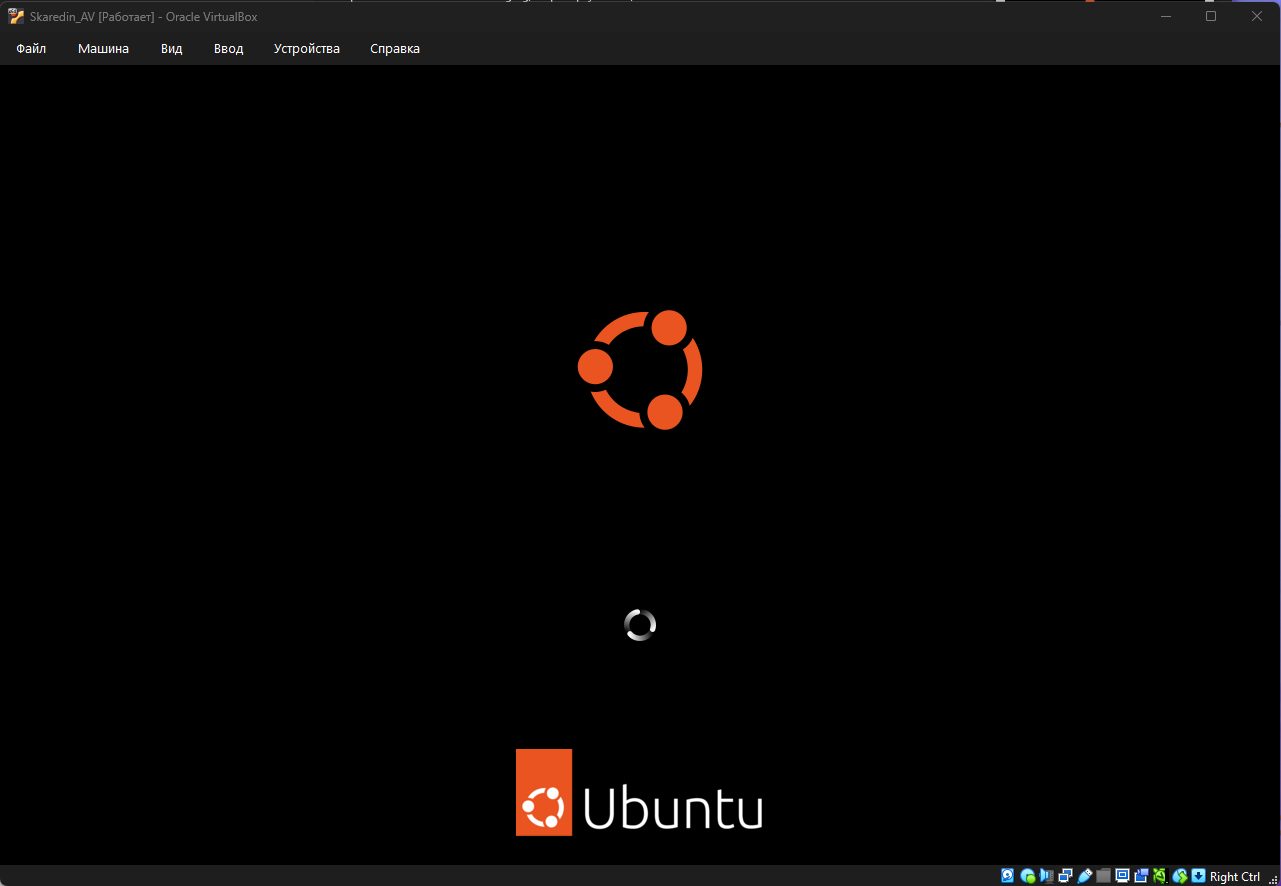 Skaredin_AV [Работает] - Oracle VirtualBox
Файл Машина Вид Ввод Устройства Справка
Ubuntu
Right Ctrl